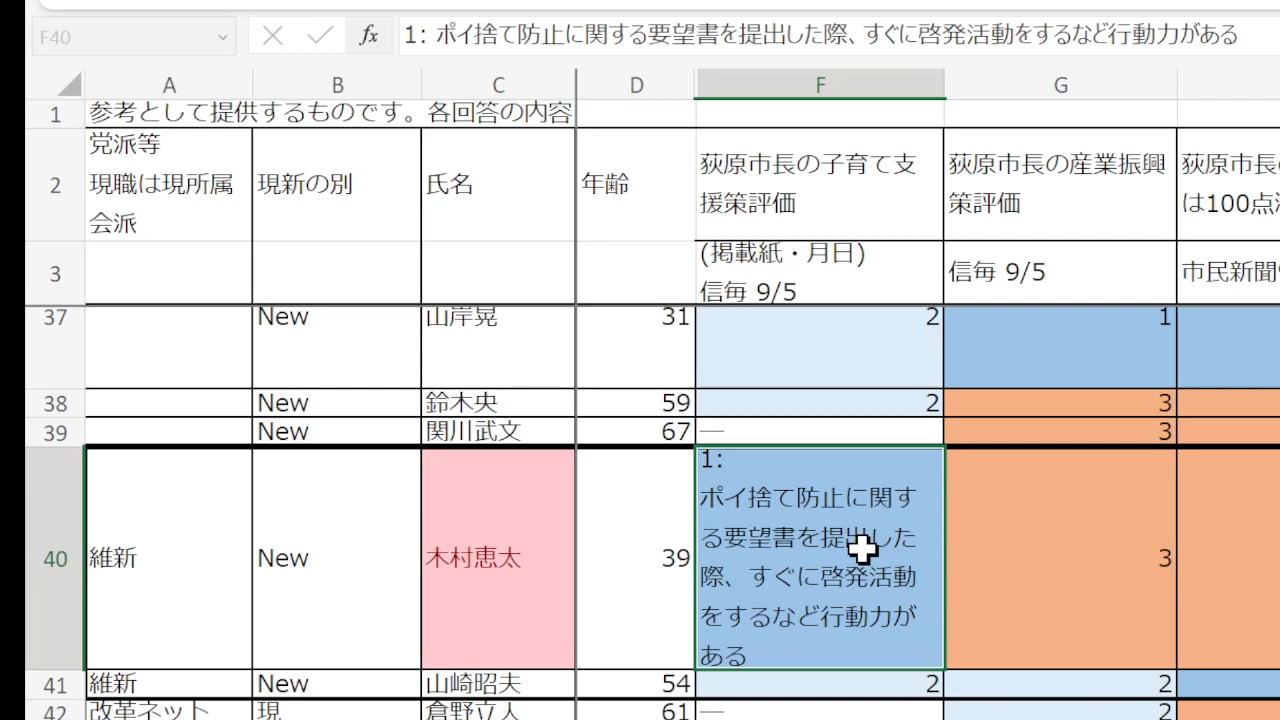 F40
fx
1: ポイ捨て防止に関する要望書を提出した際、すぐに啓発活動をするなど行動力がある
A B C D F G
1 参考として提供するものです。各回答の内容
2 党派等
現職は現所属
会派
現新の別
氏名
年齢
荻原市長の子育て支
援策評価
荻原市長の産業振興
策評価
荻原市長
は100点
3 (掲載紙・月日)
信毎 9/5
信毎 9/5
市民新聞
37 New 山岸晃 31 2 1
38 New 鈴木央 59 2 3
39 New 関川武文 67 — 3
40 維新 New 木村恵太 39
1:
ポイ捨て防止に関す
る要望書を提出した
際、すぐに啓発活動
をするなど行動力が
ある
3
41 維新 New 山崎昭夫 54 2 2
42 改革ネット 現 倉野立人 61 — 2